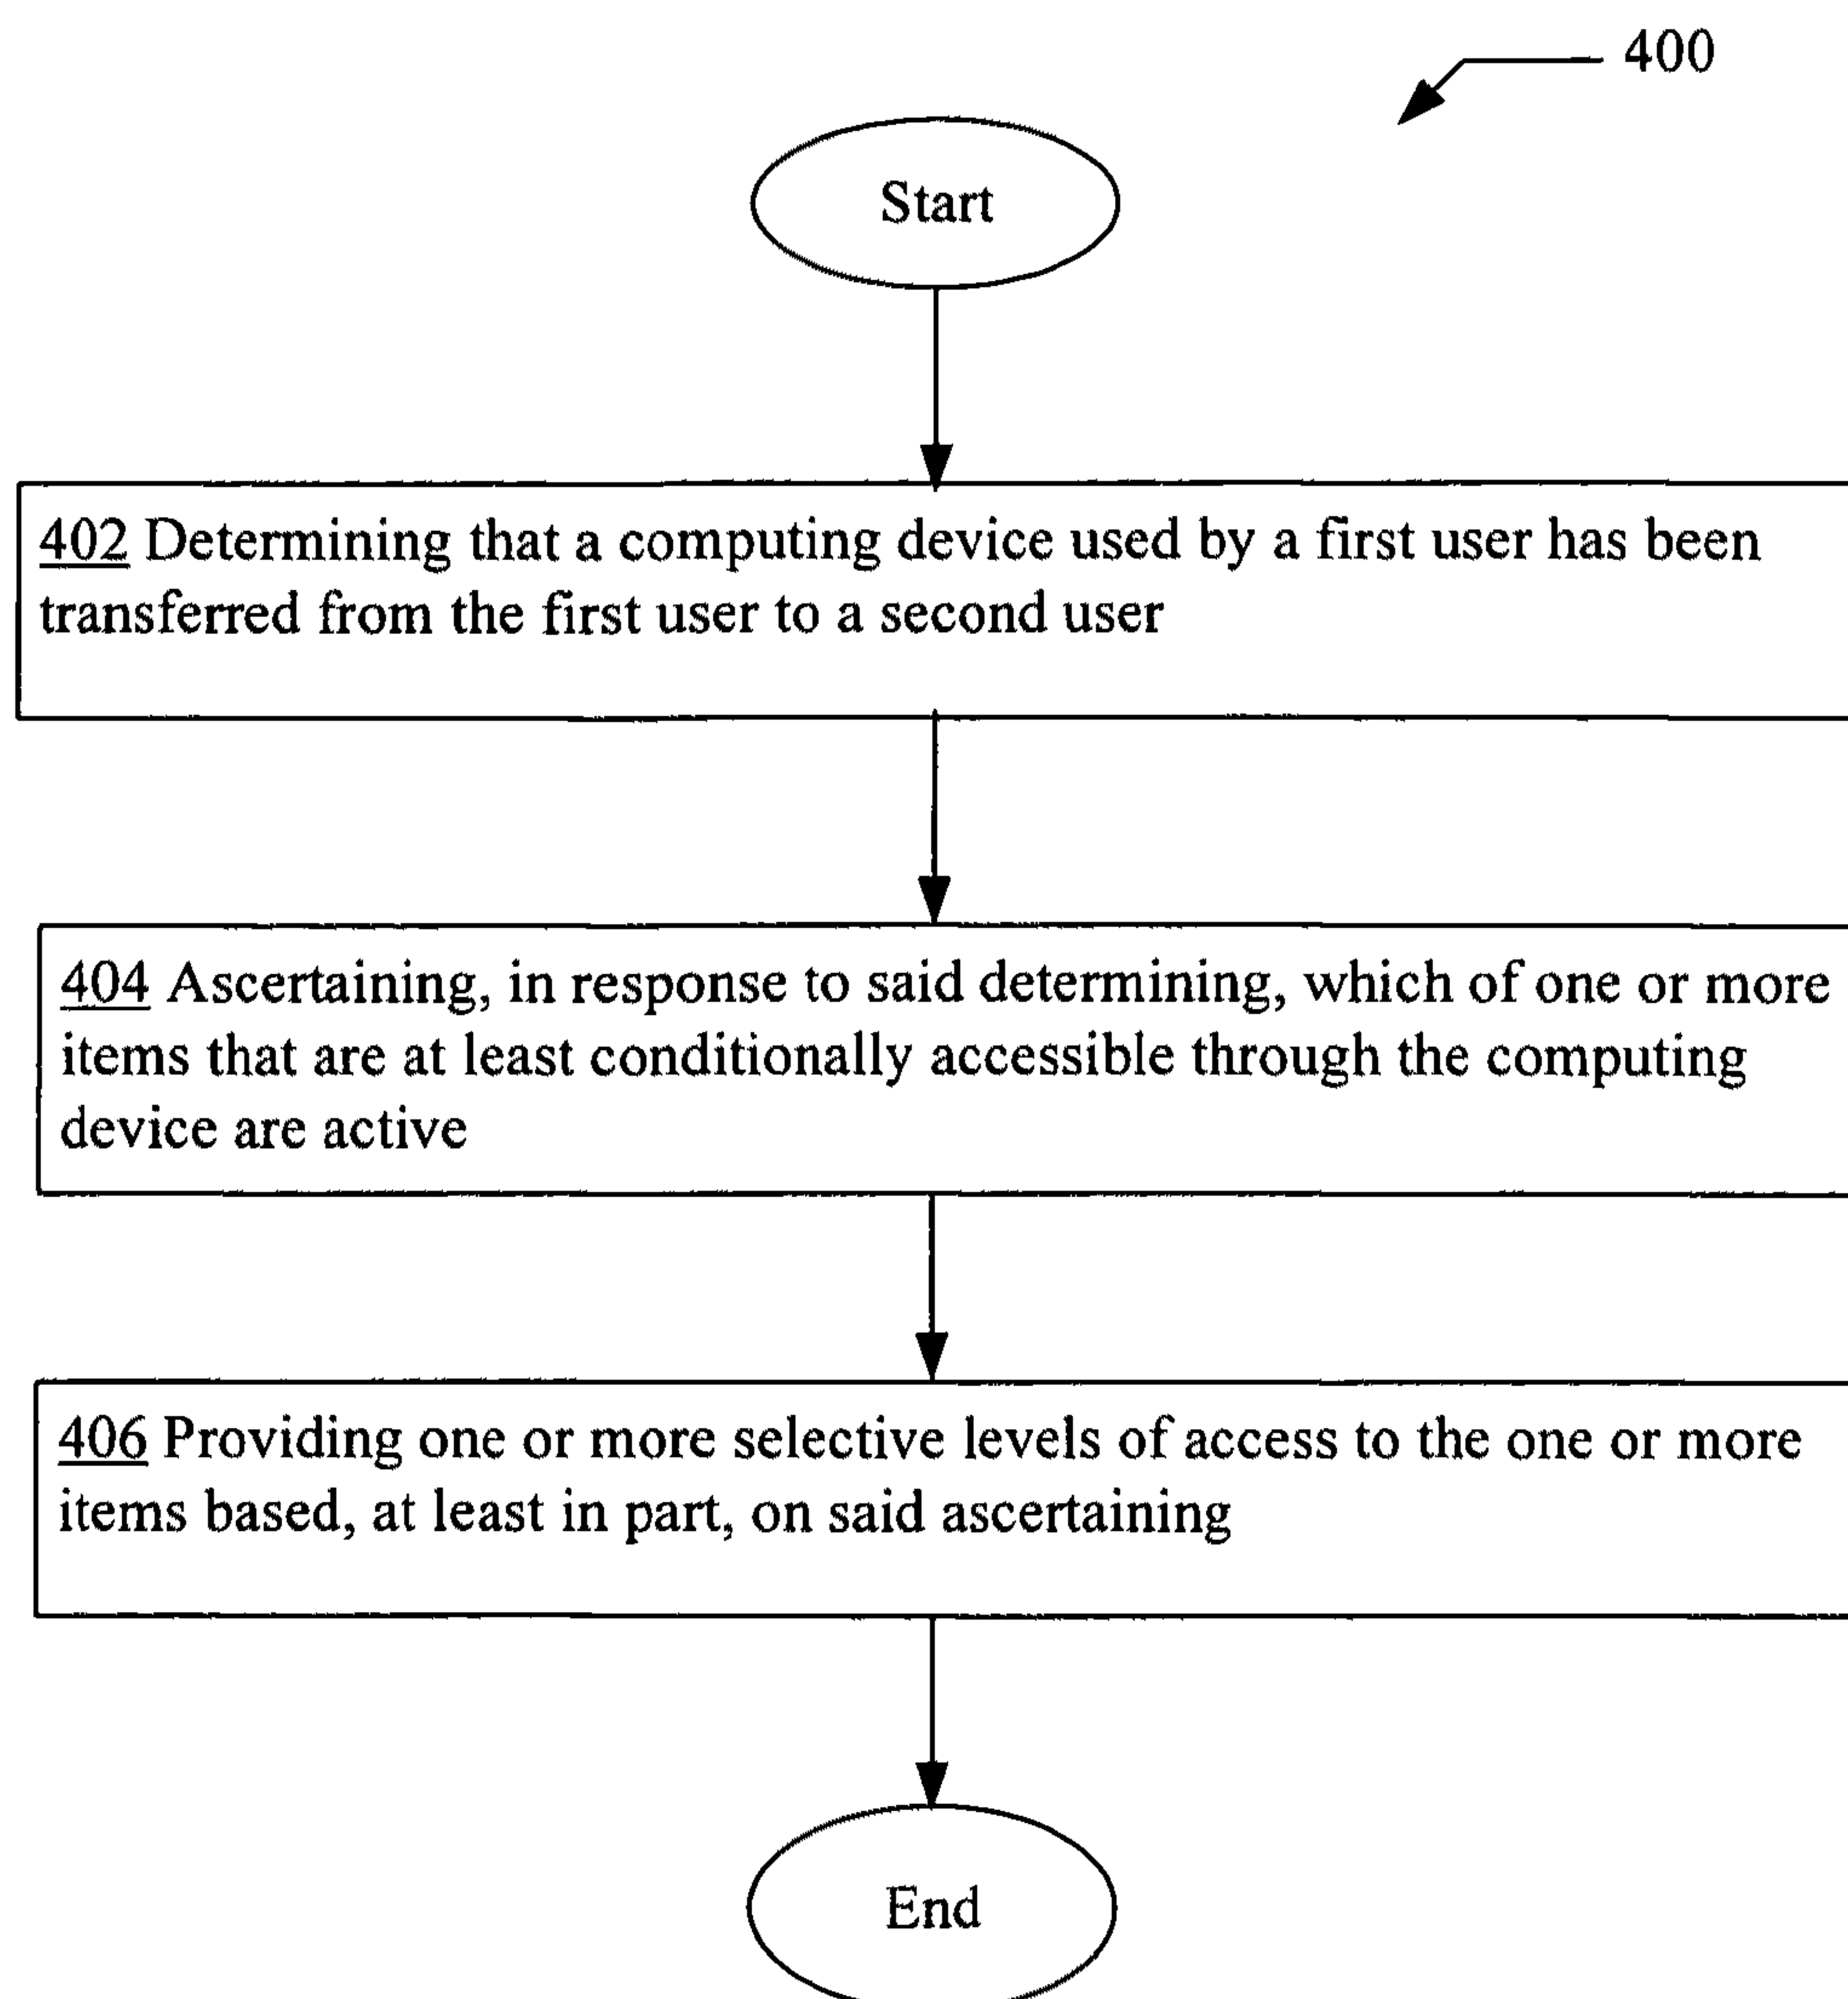 400
Start
402 Determining that a computing device used by a first user has been
transferred from the first user to a second user
404 Ascertaining, in response to said determining, which of one or more
items that are at least conditionally accessible through the computing
device are active
406 Providing one or more selective levels of access to the one or more
items based, at least in part, on said ascertaining
End